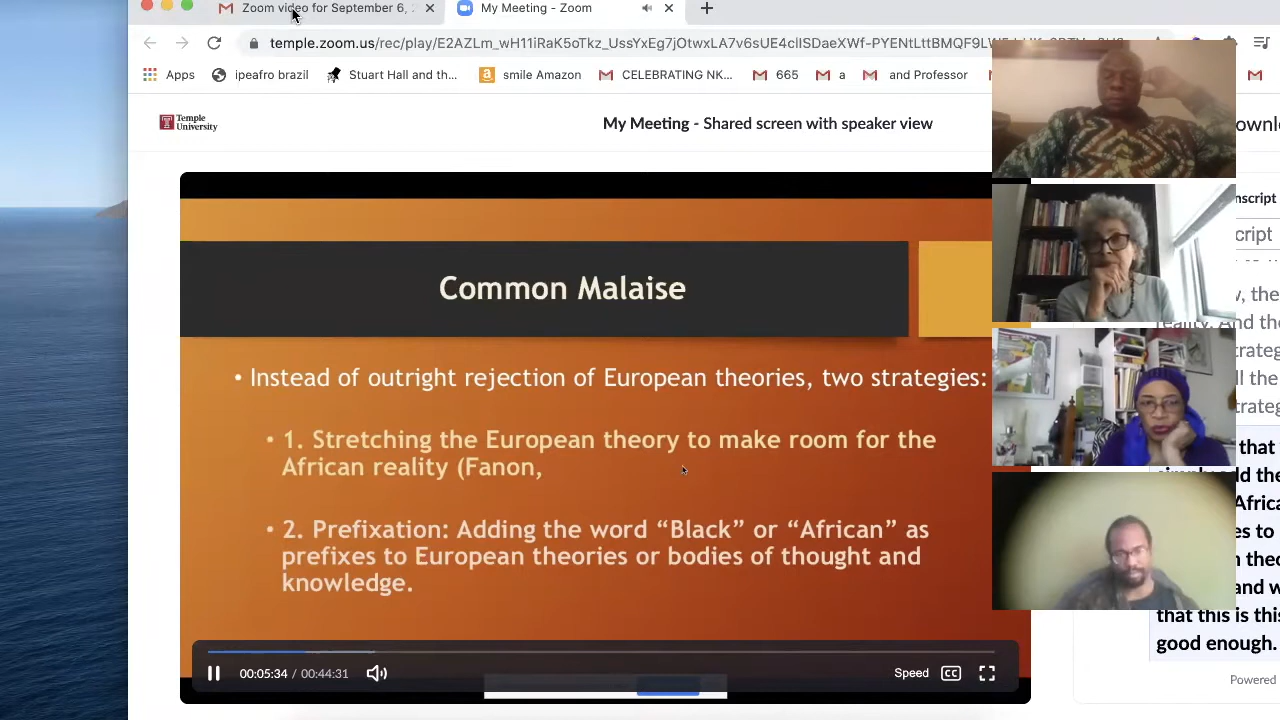 Zoom video for September 6,
My Meeting - Zoom
temple.zoom.us/rec/play/E2AZLm_wH11iRaK5oTkz_UssYxEg7jOtwxLA7v6sUE4clISDaeXWf-PYENtLttBMQF9L
Apps
ipeafro brazil
Stuart Hall and th...
smile Amazon
CELEBRATING NK...
665
a
and Professor
Temple
University
My Meeting - Shared screen with speaker view
Common Malaise
• Instead of outright rejection of European theories, two strategies:
• 1. Stretching the European theory to make room for the
African reality (Fanon,
• 2. Prefixation: Adding the word “Black” or “African” as
prefixes to European theories or bodies of thought and
knowledge.
00:05:34 / 00:44:31
Speed
CC
that this is this
good enough.
Powered